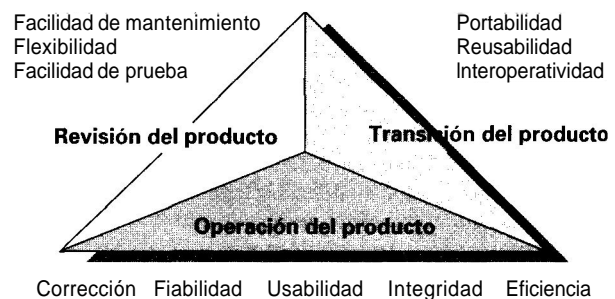 Facilidad de mantenimiento
Flexibilidad
Facilidad de prueba
Portabilidad
Reusabilidad
Interoperatividad
Revisión del producto
Transición del producto
Operación del producto
Corrección Fiabilidad Usabilidad Integridad Eficiencia